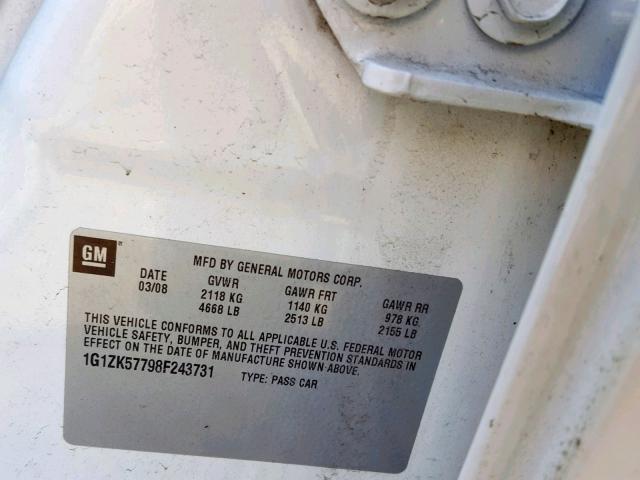 GM ®
MFD BY GENERAL MOTORS CORP.
DATE GVWR GAWR FRT GAWR RR
03/08 2118 KG 1140 KG 978 KG
4668 LB 2513 LB 2155 LB
THIS VEHICLE CONFORMS TO ALL APPLICABLE U.S. FEDERAL MOTOR
VEHICLE SAFETY, BUMPER, AND THEFT PREVENTION STANDARDS IN
EFFECT ON THE DATE OF MANUFACTURE SHOWN ABOVE.
1G1ZK57798F243731 TYPE: PASS CAR